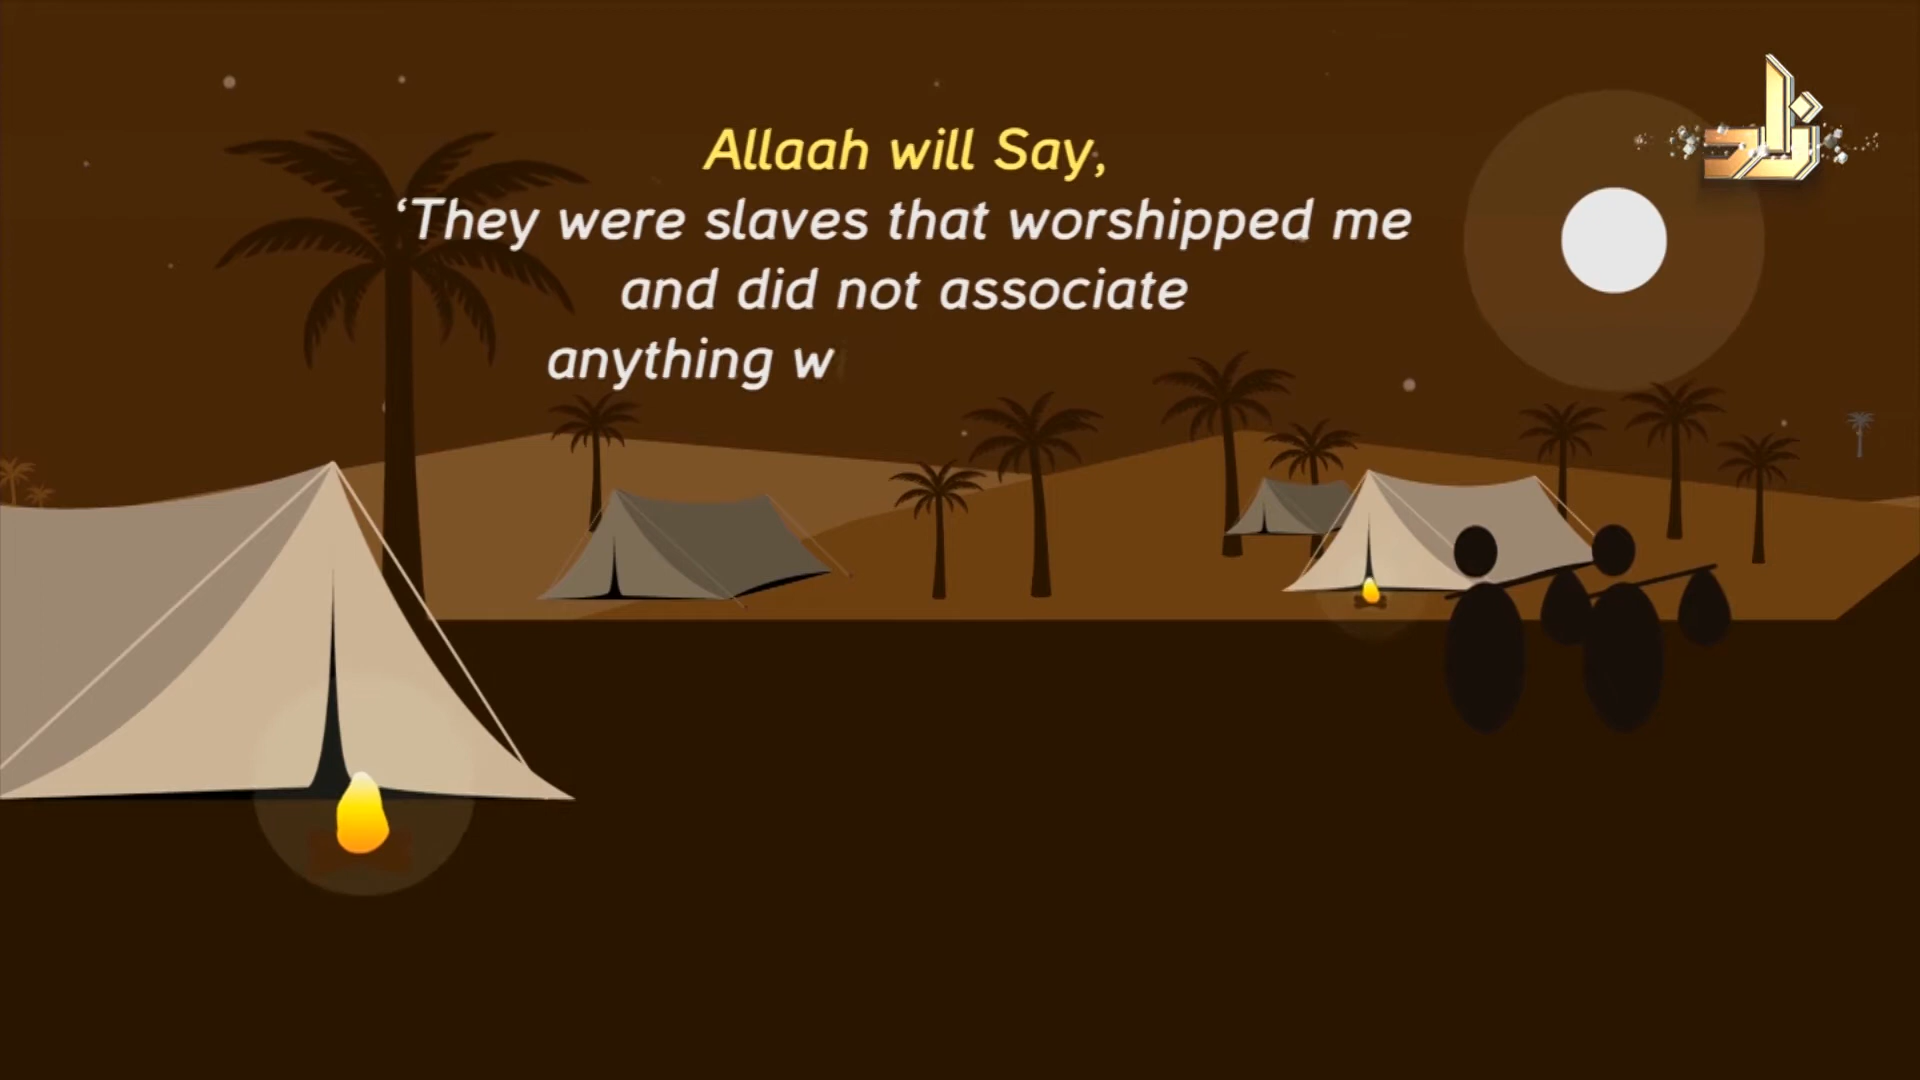 Allaah will Say,
‘They were slaves that worshipped me
and did not associate
anything w